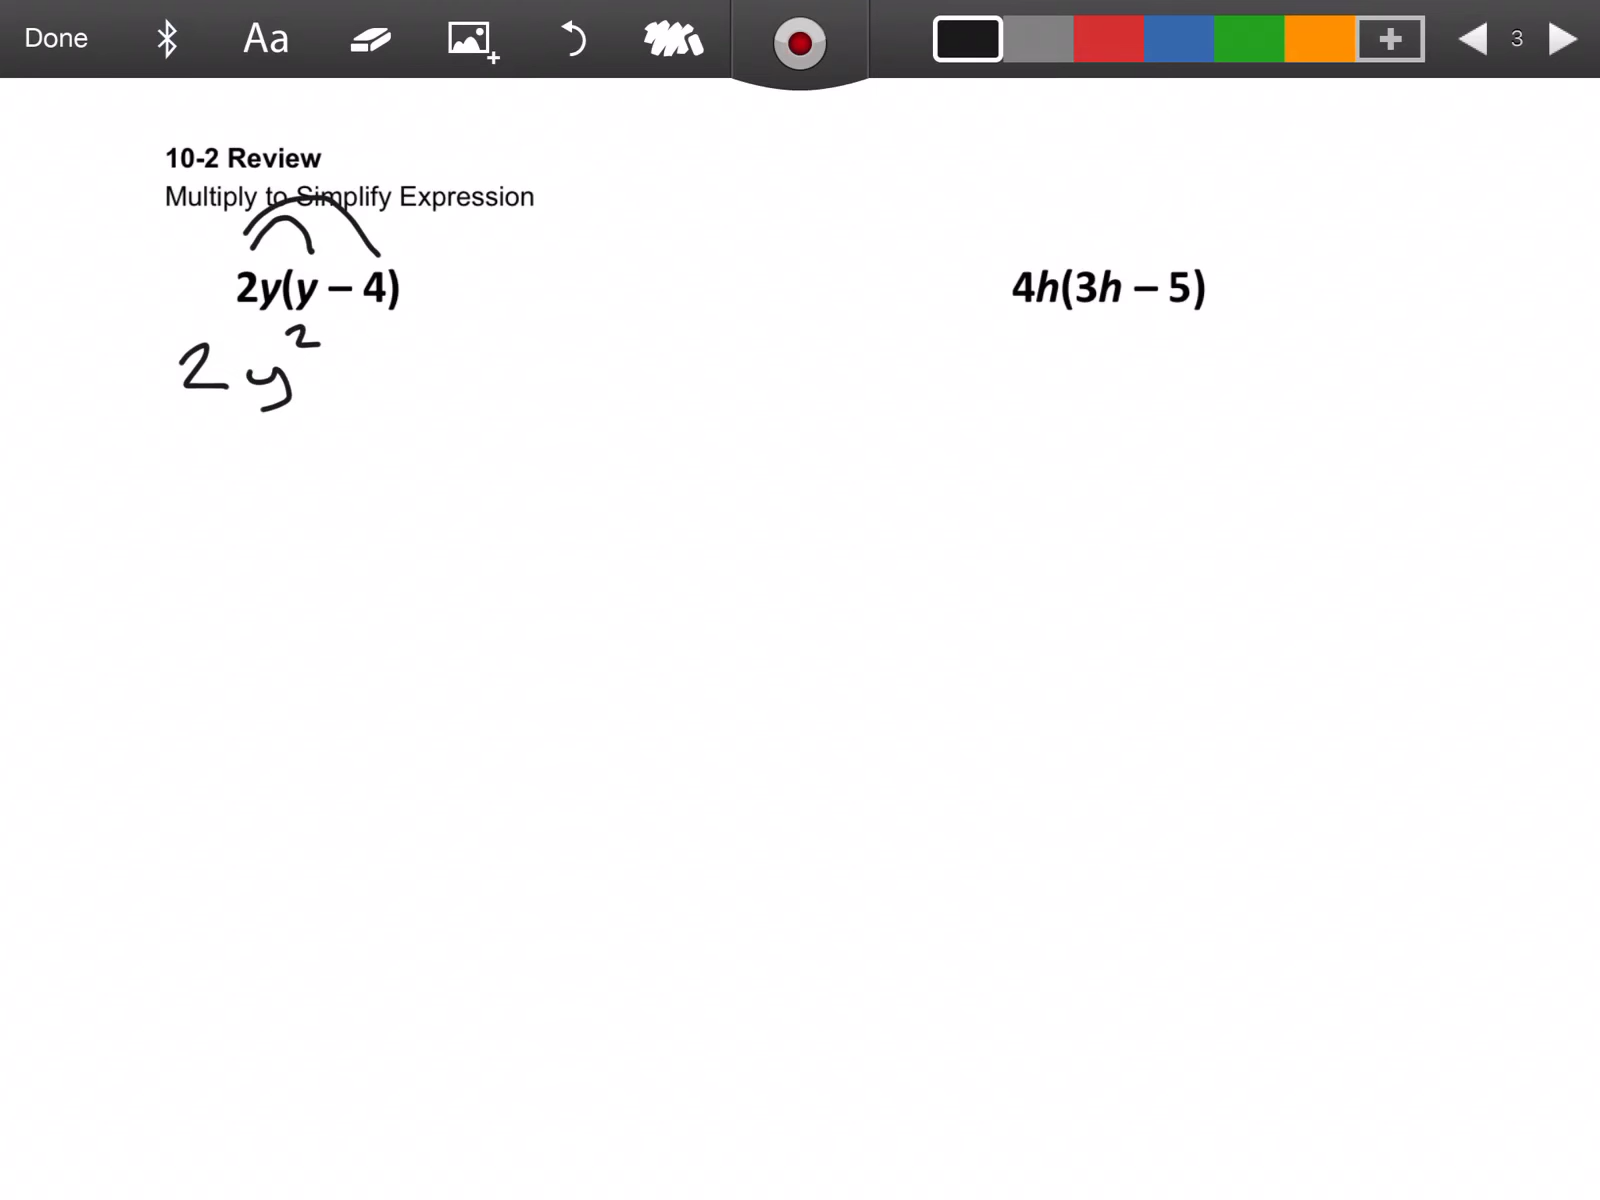 Done Aa 3
10-2 Review
Multiply to Simplify Expression
2y(y – 4)
2y²
4h(3h – 5)